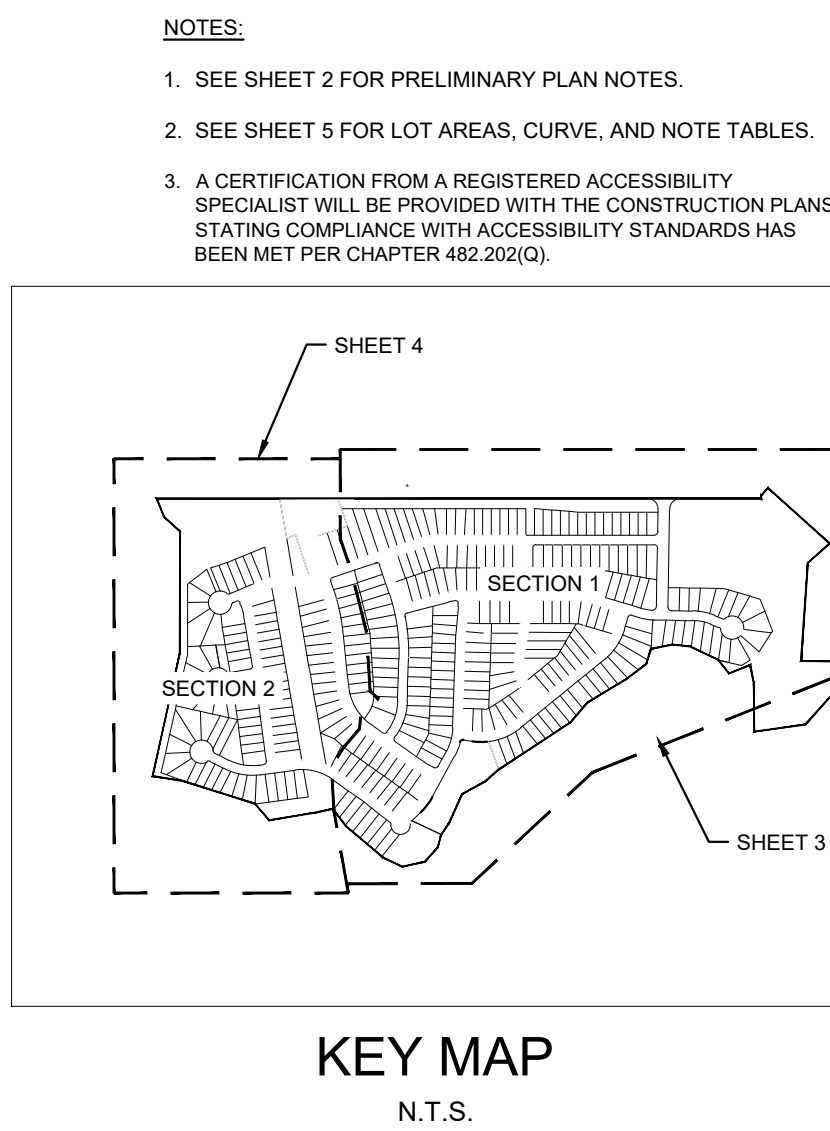 NOTES:
1. SEE SHEET 2 FOR PRELIMINARY PLAN NOTES.
2. SEE SHEET 5 FOR LOT AREAS, CURVE, AND NOTE TABLES.
3. A CERTIFICATION FROM A REGISTERED ACCESSIBILITY
SPECIALIST WILL BE PROVIDED WITH THE CONSTRUCTION PLANS
STATING COMPLIANCE WITH ACCESSIBILITY STANDARDS HAS
BEEN MET PER CHAPTER 482.202(Q).
SHEET 4
SECTION 1
SECTION 2
SHEET 3
KEY MAP
N.T.S.